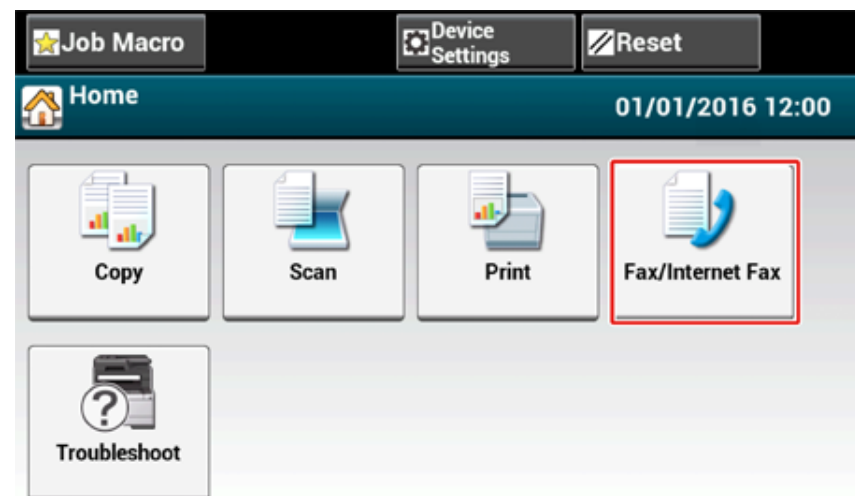 Job Macro
Device
Settings
Reset
Home
01/01/2016 12:00
Copy
Scan
Print
Fax/Internet Fax
?
Troubleshoot